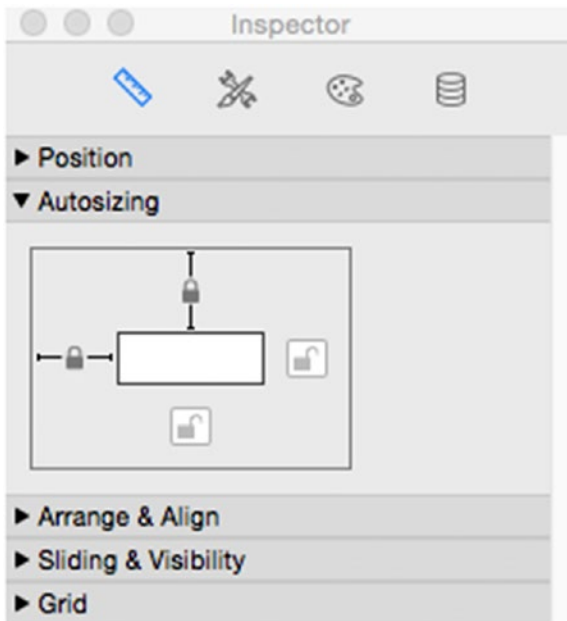 Inspector
Position
Autosizing
Arrange & Align
Sliding & Visibility
Grid